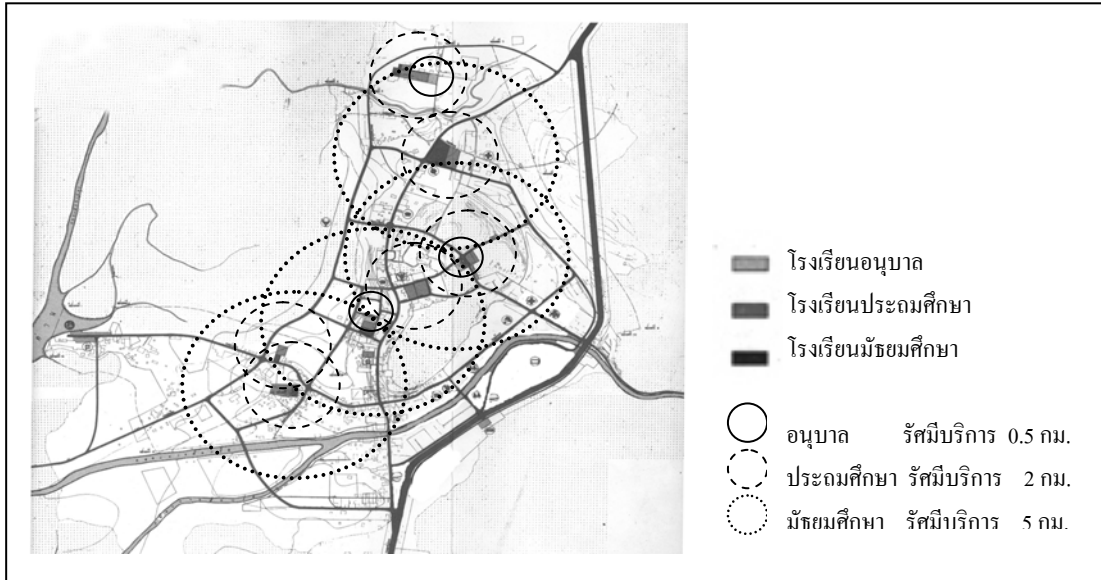 โรงเรียนอนุบาล
โรงเรียนประถมศึกษา
โรงเรียนมัธยมศึกษา
อนุบาล รัศมีบริการ 0.5 กม.
ประถมศึกษา รัศมีบริการ 2 กม.
มัธยมศึกษา รัศมีบริการ 5 กม.